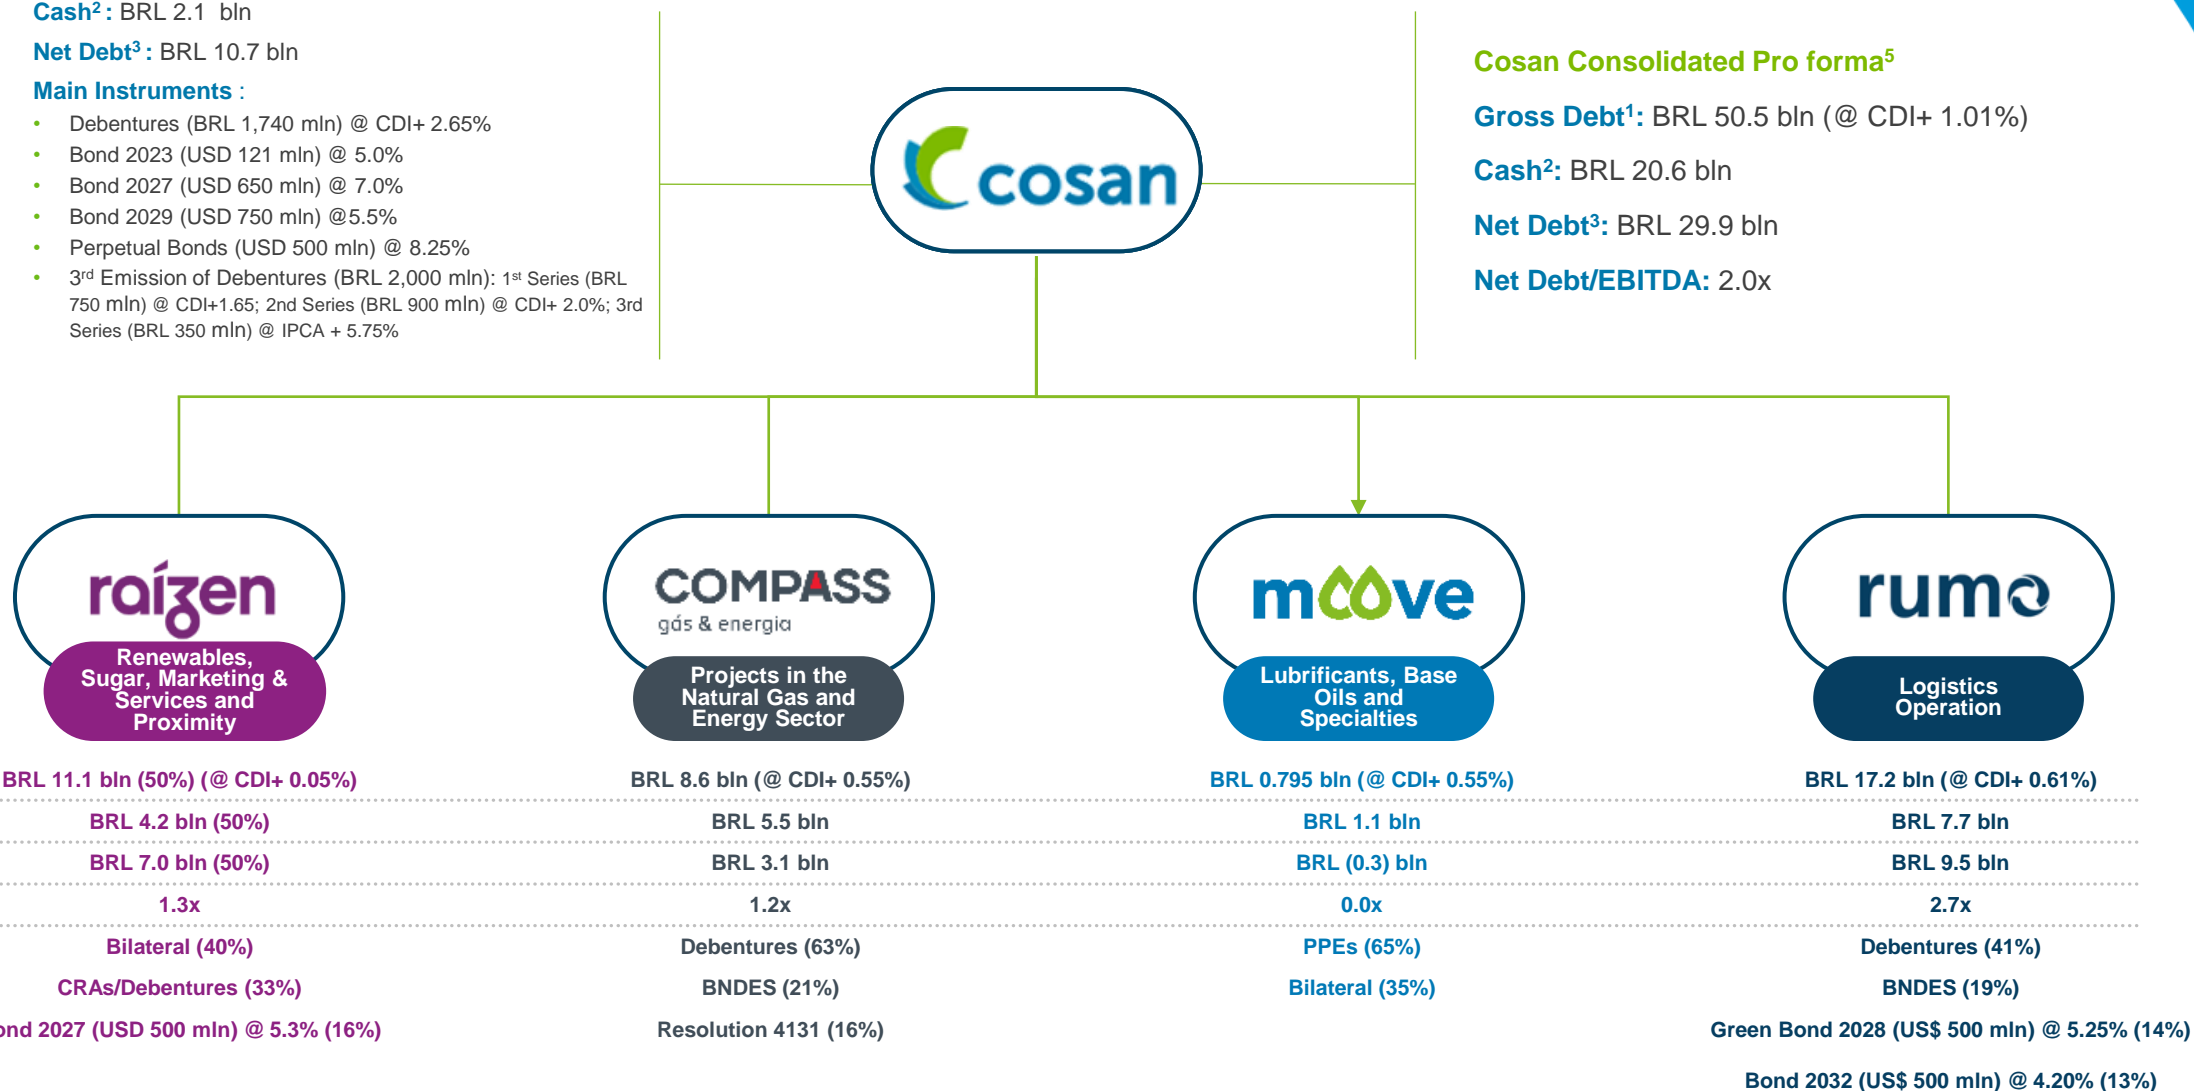 Cash² : BRL 2.1 bln
Net Debt³ : BRL 10.7 bln
Main Instruments :
• Debentures (BRL 1,740 mln) @ CDI+ 2.65%
• Bond 2023 (USD 121 mln) @ 5.0%
• Bond 2027 (USD 650 mln) @ 7.0%
• Bond 2029 (USD 750 mln) @5.5%
• Perpetual Bonds (USD 500 mln) @ 8.25%
• 3rd Emission of Debentures (BRL 2,000 mln): 1st Series (BRL
750 mln) @ CDI+1.65; 2nd Series (BRL 900 mln) @ CDI+ 2.0%; 3rd
Series (BRL 350 mln) @ IPCA + 5.75%
cosan
Cosan Consolidated Pro forma⁵
Gross Debt¹: BRL 50.5 bln (@ CDI+ 1.01%)
Cash²: BRL 20.6 bln
Net Debt³: BRL 29.9 bln
Net Debt/EBITDA: 2.0x
raízen
Renewables,
Sugar, Marketing &
Services and
Proximity
COMPASS
gás & energia
Projects in the
Natural Gas and
Energy Sector
moove
Lubrificants, Base
Oils and
Specialties
rumo
Logistics
Operation
BRL 11.1 bln (50%) (@ CDI+ 0.05%) BRL 8.6 bln (@ CDI+ 0.55%) BRL 0.795 bln (@ CDI+ 0.55%) BRL 17.2 bln (@ CDI+ 0.61%)
BRL 4.2 bln (50%) BRL 5.5 bln BRL 1.1 bln BRL 7.7 bln
BRL 7.0 bln (50%) BRL 3.1 bln BRL (0.3) bln BRL 9.5 bln
1.3x 1.2x 0.0x 2.7x
Bilateral (40%) Debentures (63%) PPEs (65%) Debentures (41%)
CRAs/Debentures (33%) BNDES (21%) Bilateral (35%) BNDES (19%)
2027 (USD 500 mln) @ 5.3% (16%) Resolution 4131 (16%) Green Bond 2028 (US$ 500 mln) @ 5.25% (14%)
Bond 2032 (US$ 500 mln) @ 4.20% (13%)